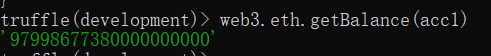 truffle(development)> web3.eth.getBalance(acc1)
'97998677380000000000'